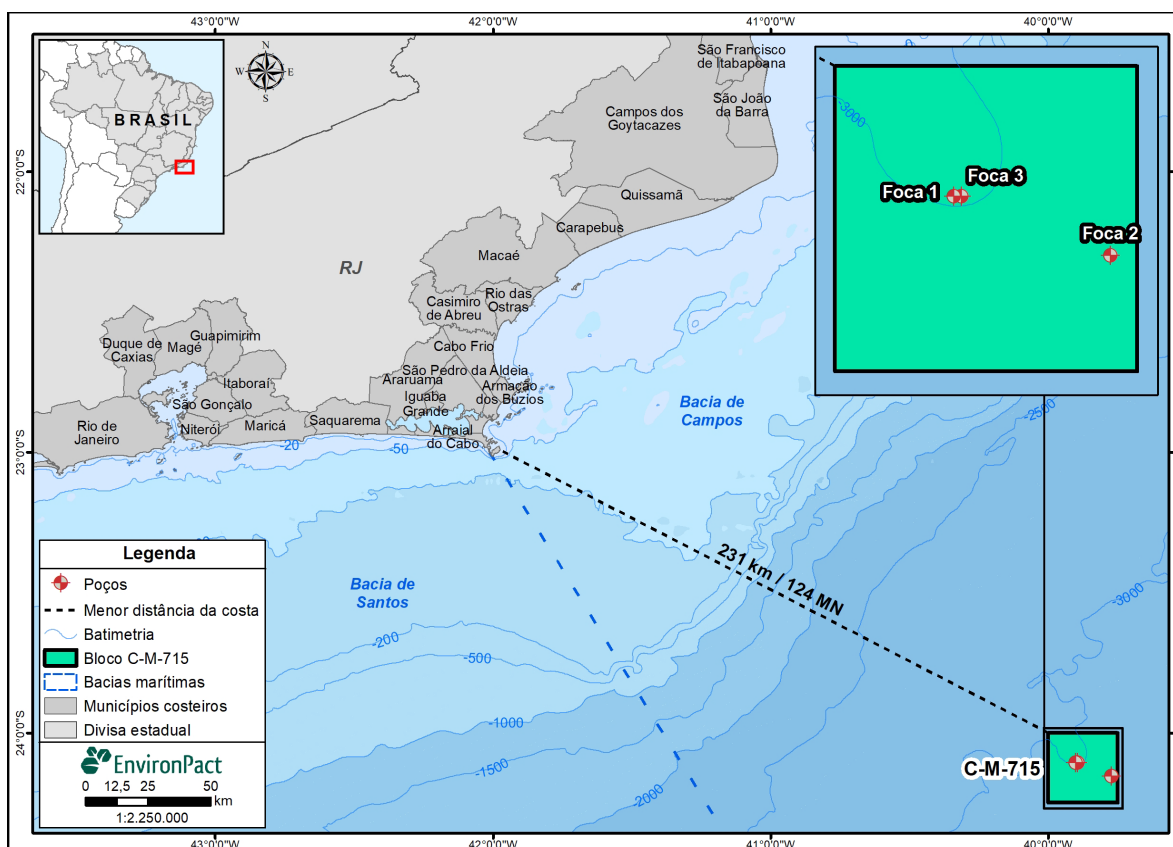 43°0'0"W
42°0'0"W
41°0'0"W
40°0'0"W
22°0'0"S
23°0'0"S
24°0'0"S
BRASIL
N
W
E
S
São Francisco
de Itabapoana
Campos dos
Goytacazes
São João
da Barra
Quissamã
Carapebus
Macaé
RJ
Casimiro
de Abreu
Rio das
Ostras
Cabo Frio
Duque de
Caxias
Magé
Guapimirim
Itaboraí
São Pedro da Aldeia
Araruama
Iguaba
Grande
Armação
dos Búzios
São Gonçalo
Rio de
Janeiro
Niterói
Maricá
Saquarema
Arraial
do Cabo
-20
-50
Bacia de
Campos
-2500
-3000
Foca 1
Foca 3
Foca 2
231 km / 124 MN
-3000
Bacia de
Santos
-200
-500
-1000
-1500
-2000
C-M-715
Legenda
Poços
Menor distância da costa
Batimetria
Bloco C-M-715
Bacias marítimas
Municípios costeiros
Divisa estadual
EnvironPact
0 12,5 25 50
km
1:2.250.000
43°0'0"W
42°0'0"W
41°0'0"W
40°0'0"W